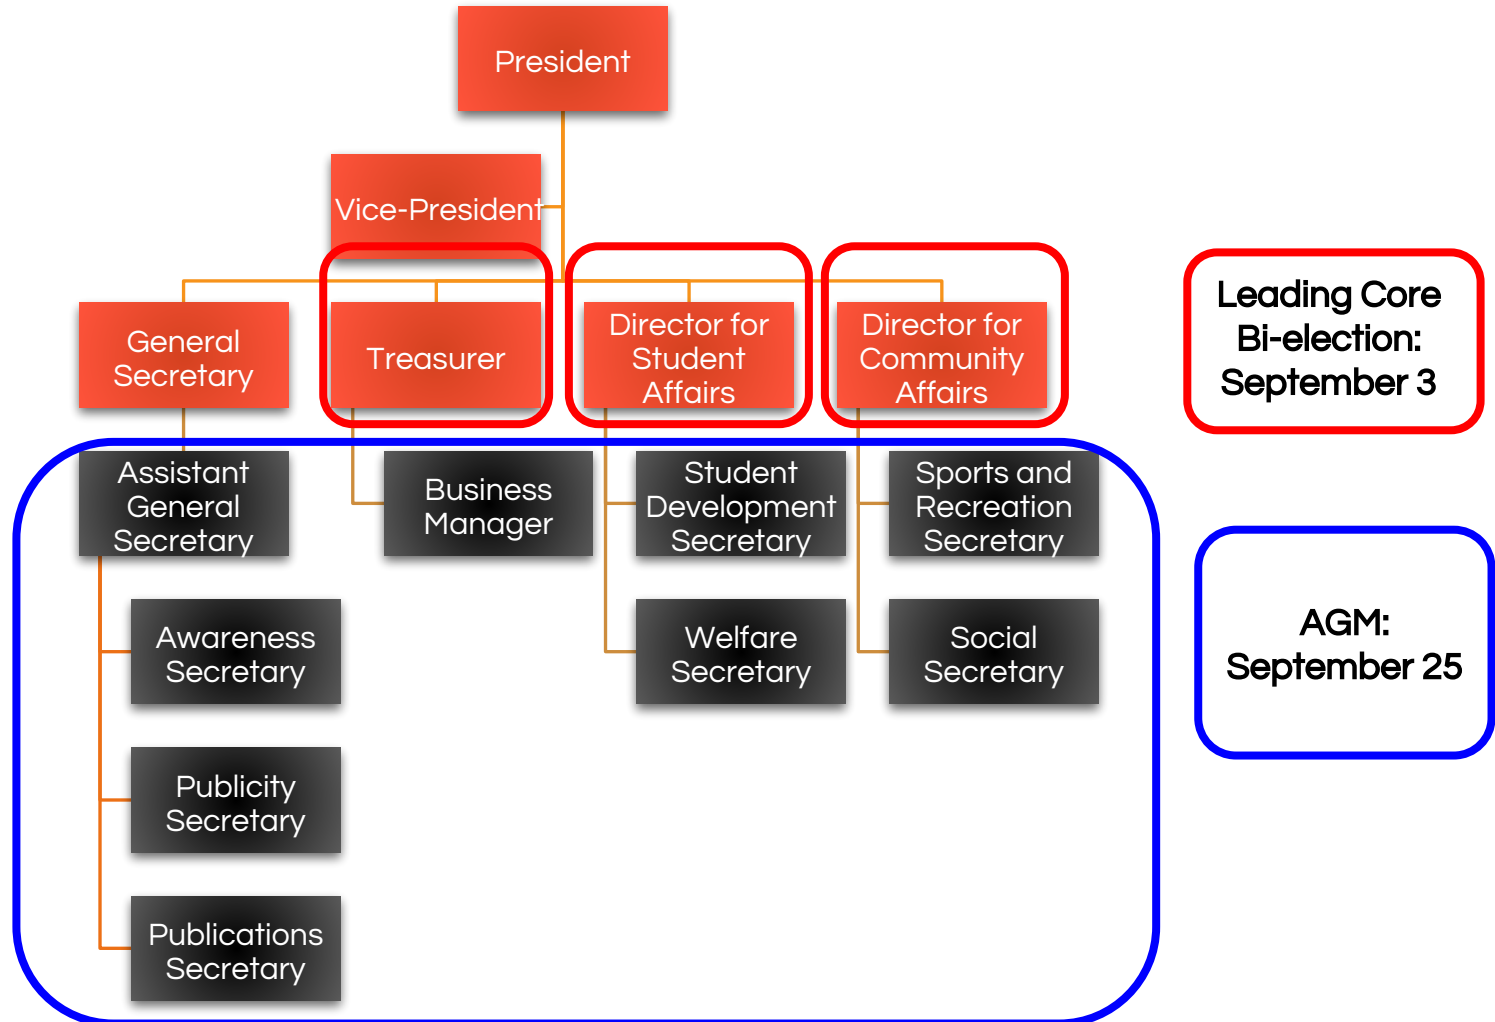 President
Vice-President
General
Secretary
Treasurer
Director for
Student
Affairs
Director for
Community
Affairs
Leading Core
Bi-election:
September 3
Assistant
General
Secretary
Business
Manager
Student
Development
Secretary
Sports and
Recreation
Secretary
Awareness
Secretary
Welfare
Secretary
Social
Secretary
AGM:
September 25
Publicity
Secretary
Publications
Secretary